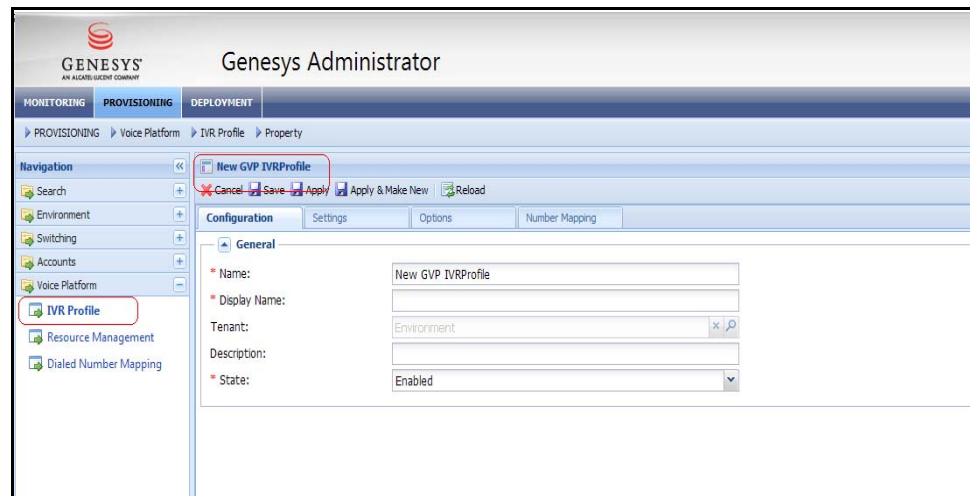 GENESYS
AN ALCATEL-LUCENT COMPANY
Genesys Administrator
MONITORING PROVISIONING DEPLOYMENT
PROVISIONING Voice Platform IVR Profile Property
Navigation
Search
Environment
Switching
Accounts
Voice Platform
IVR Profile
Resource Management
Dialed Number Mapping
New GVP IVRProfile
Cancel Save Apply Apply & Make New Reload
Configuration Settings Options Number Mapping
General
* Name: New GVP IVRProfile
* Display Name:
Tenant: Environment
Description:
* State: Enabled